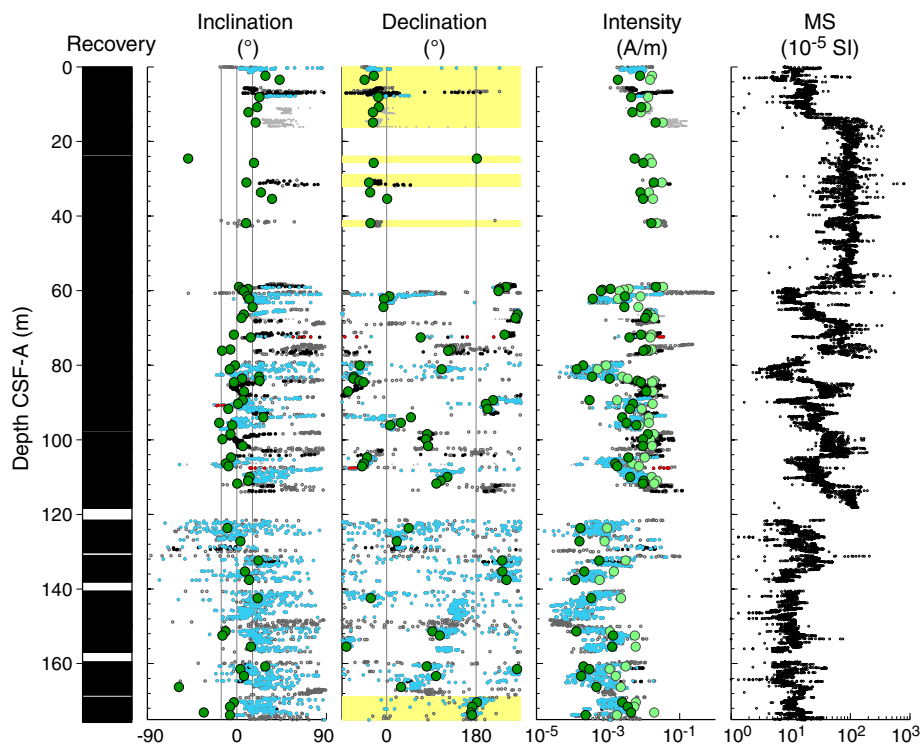 Recovery
Inclination
(°)
Declination
(°)
Intensity
(A/m)
MS
(10-5 SI)
Depth CSF-A (m)
0
20
40
60
80
100
120
140
160
-90 0 90
0 180
10-5 10-3 10-1
100 101 102 103